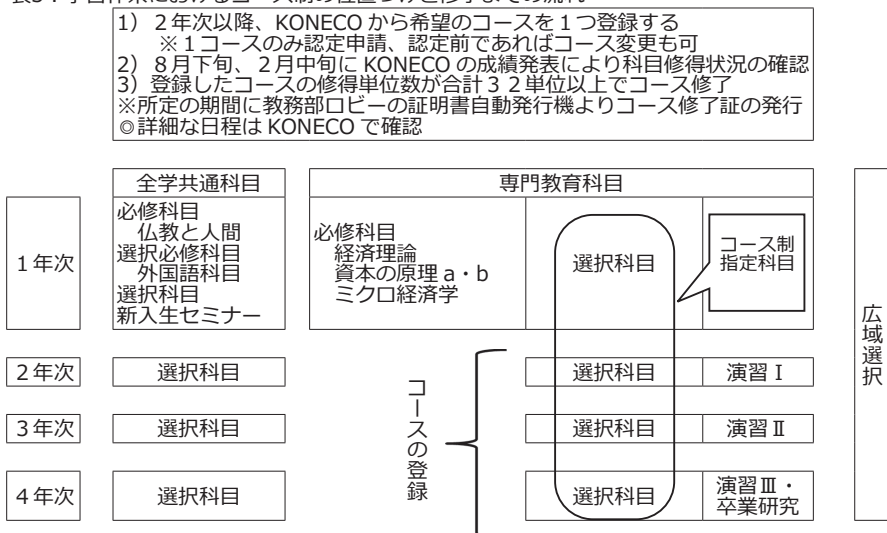 1）２年次以降、KONECO から希望のコースを１つ登録する
※１コースのみ認定申請、認定前であればコース変更も可
2）８月下旬、２月中旬に KONECO の成績発表により科目修得状況の確認
3）登録したコースの修得単位数が合計３２単位以上でコース修了
※所定の期間に教務部ロビーの証明書自動発行機よりコース修了証の発行
◎詳細な日程は KONECO で確認
全学共通科目
専門教育科目
１年次
必修科目
仏教と人間
選択必修科目
外国語科目
選択科目
新入生セミナー
必修科目
経済理論
資本の原理 a・b
ミクロ経済学
選択科目
コース制
指定科目
広域選択
２年次
選択科目
コースの登録
選択科目
演習Ⅰ
３年次
選択科目
選択科目
演習Ⅱ
４年次
選択科目
選択科目
演習Ⅲ・
卒業研究